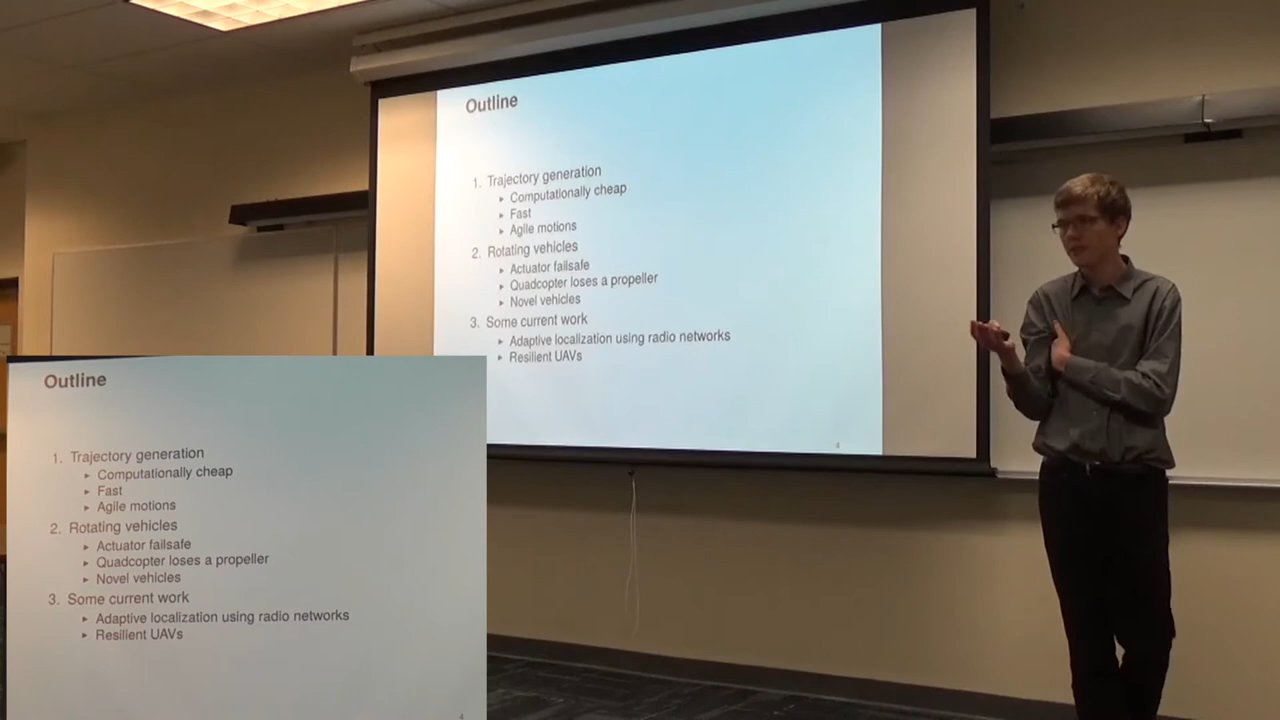 Outline
1. Trajectory generation
▸ Computationally cheap
▸ Fast
▸ Agile motions
2. Rotating vehicles
▸ Actuator failsafe
▸ Quadcopter loses a propeller
▸ Novel vehicles
3. Some current work
▸ Adaptive localization using radio networks
▸ Resilient UAVs
4
Outline
1. Trajectory generation
▸ Computationally cheap
▸ Fast
▸ Agile motions
2. Rotating vehicles
▸ Actuator failsafe
▸ Quadcopter loses a propeller
▸ Novel vehicles
3. Some current work
▸ Adaptive localization using radio networks
▸ Resilient UAVs
4